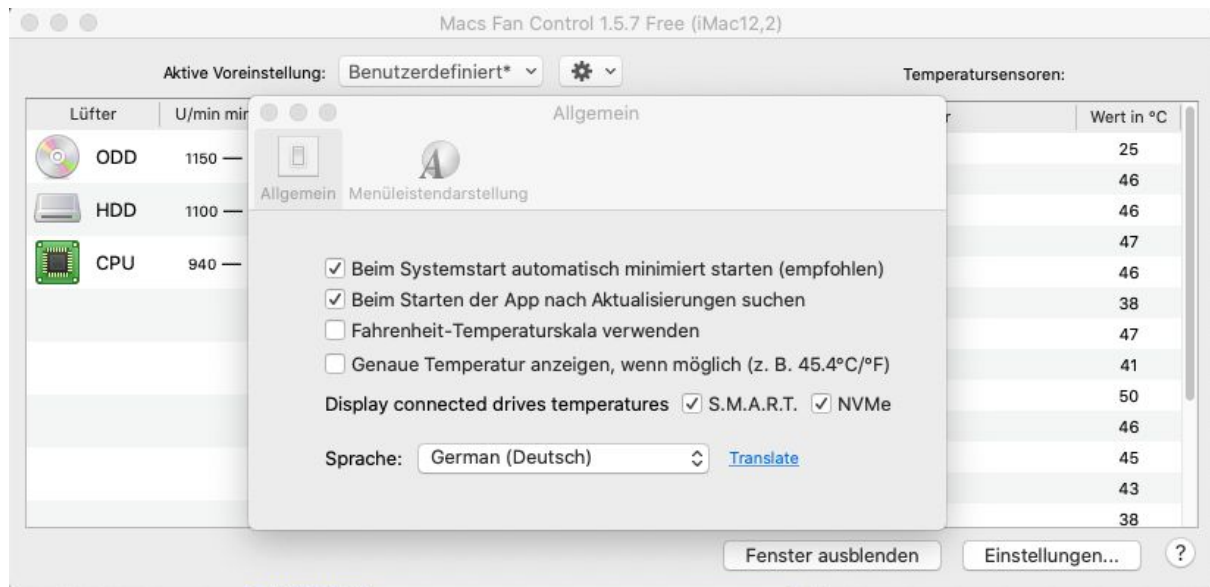 Macs Fan Control 1.5.7 Free (iMac12,2)
Aktive Voreinstellung: Benutzerdefiniert* Temperatursensoren:
Lüfter U/min Wert in °C
Allgemein
Allgemein Menüleistendarstellung
ODD 1150 — 25
46
HDD 1100 — 46
47
CPU 940 — 46
38
47
41
50
46
45
43
38
Beim Systemstart automatisch minimiert starten (empfohlen)
Beim Starten der App nach Aktualisierungen suchen
Fahrenheit-Temperaturskala verwenden
Genaue Temperatur anzeigen, wenn möglich (z. B. 45.4°C/°F)
Display connected drives temperatures S.M.A.R.T. NVMe
Sprache: German (Deutsch) Translate
Fenster ausblenden Einstellungen... ?